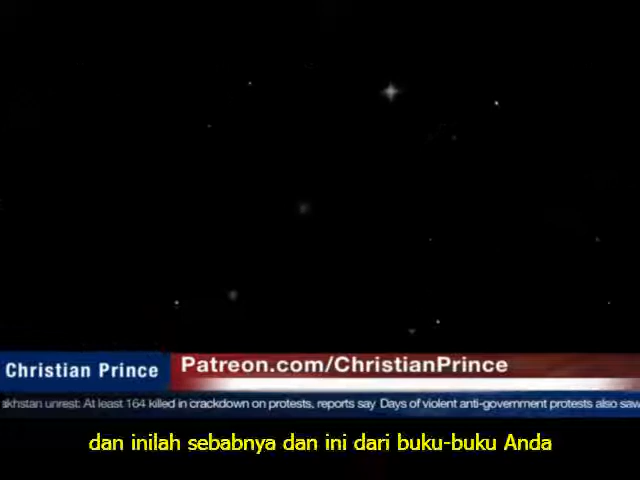 Christian Prince
Patreon.com/ChristianPrince
akhstan unrest: At least 164 killed in crackdown on protests, reports say Days of violent anti-government protests also saw
dan inilah sebabnya dan ini dari buku-buku Anda